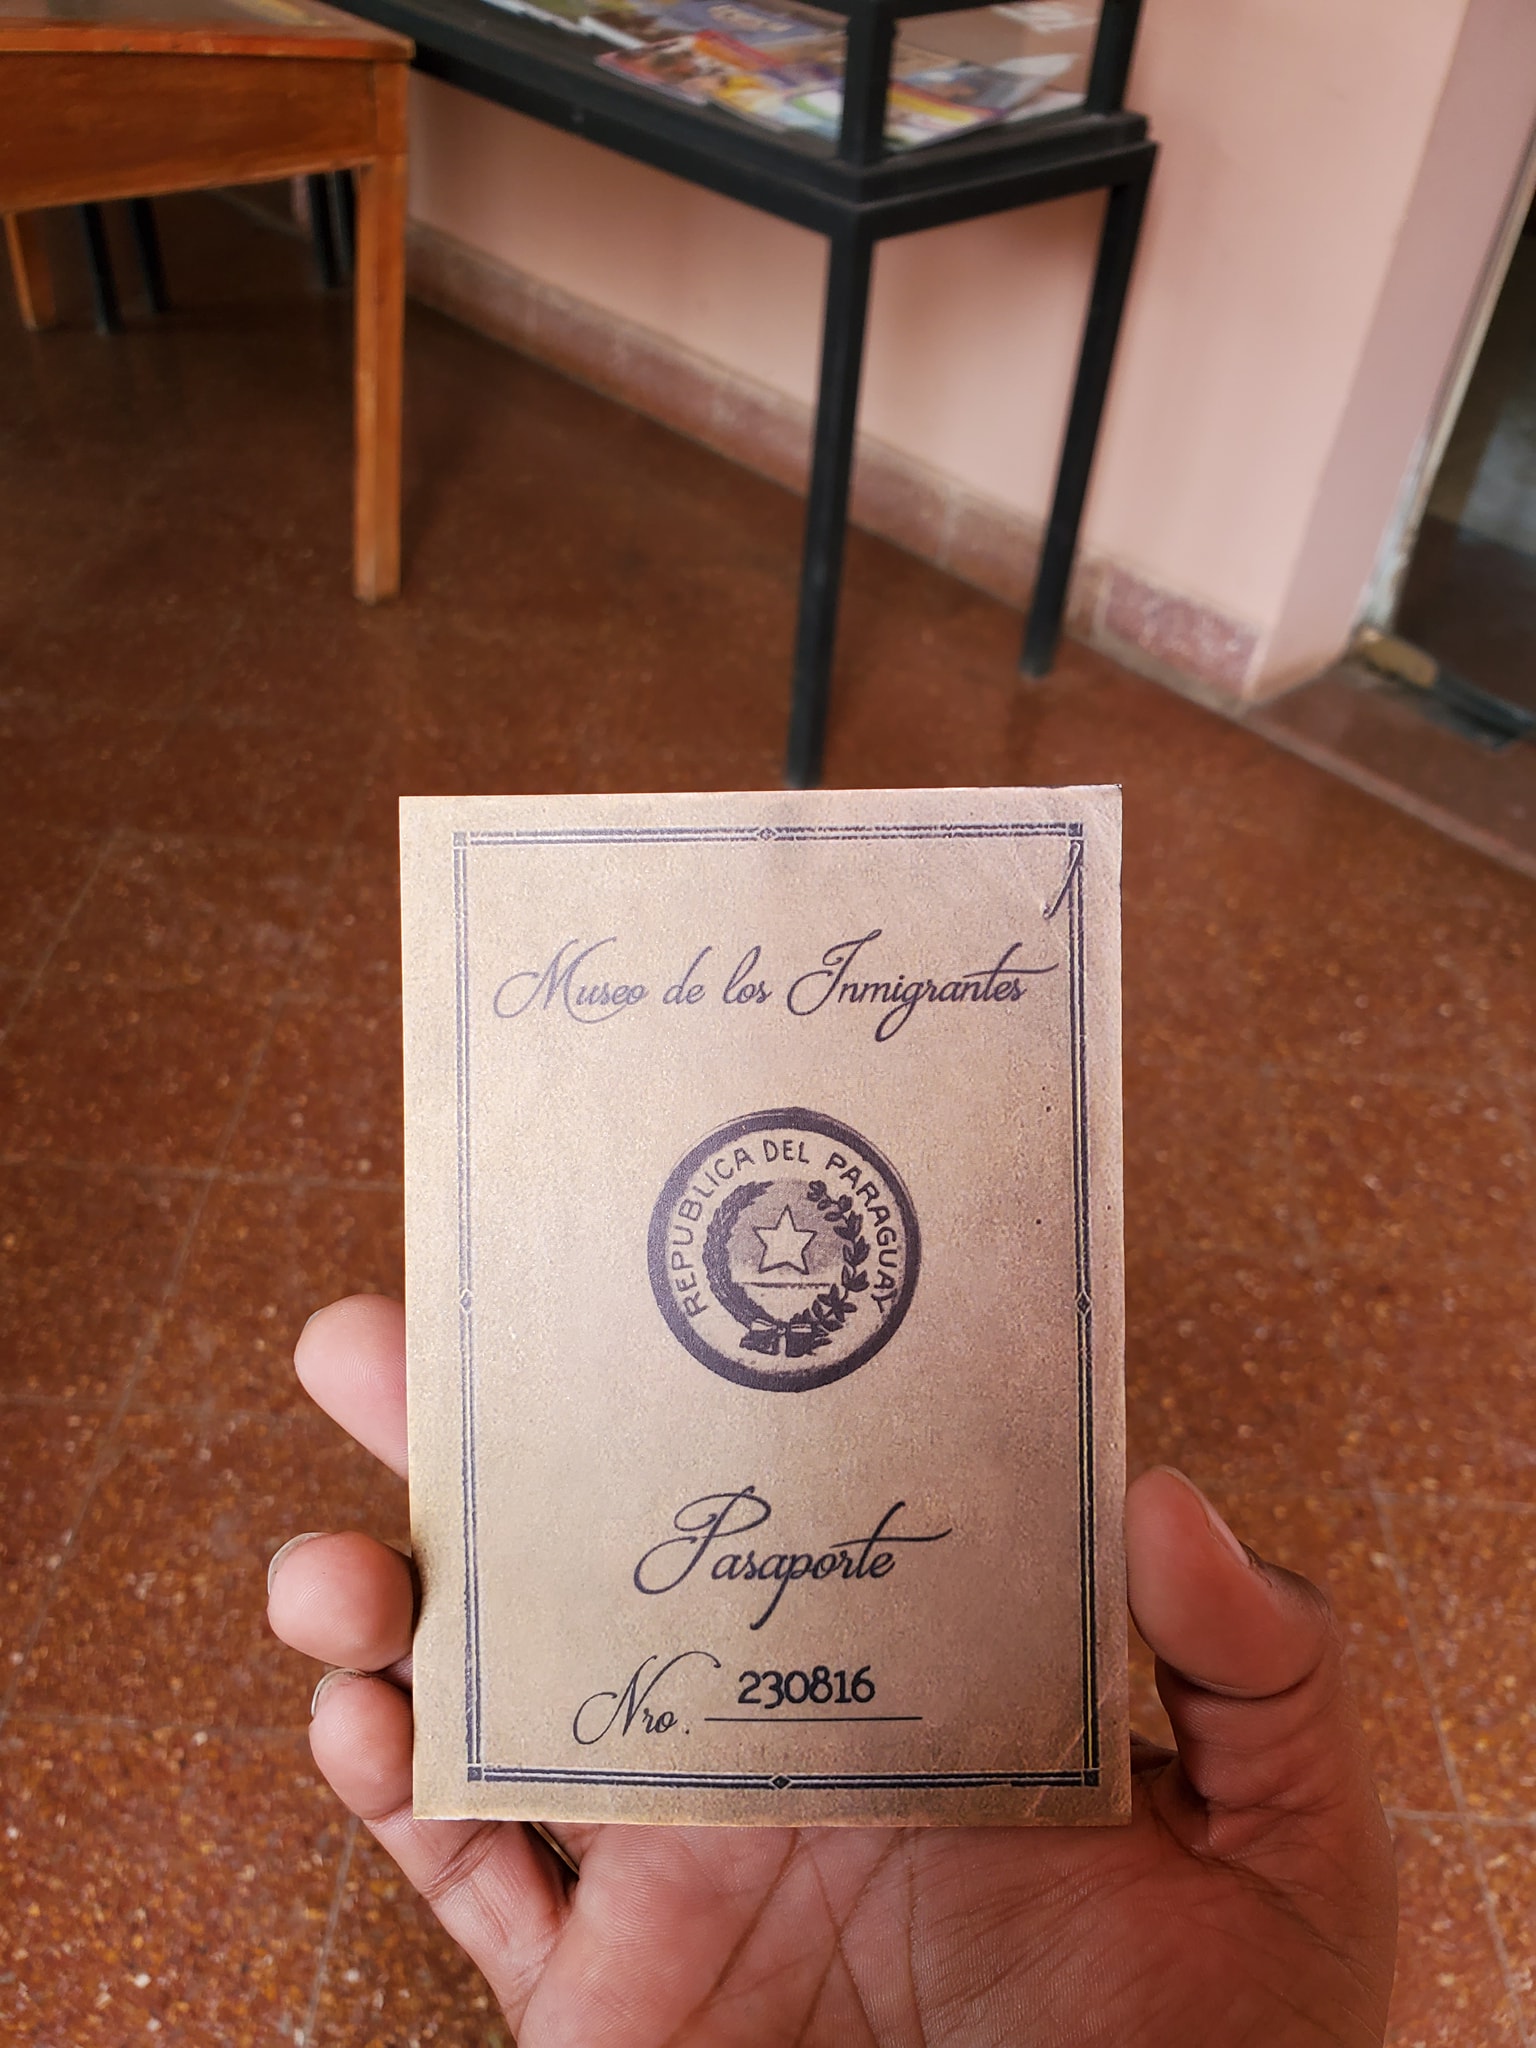 Museo de los Inmigrantes
REPUBLICA DEL PARAGUAY
Pasaporte
Nro. 230816